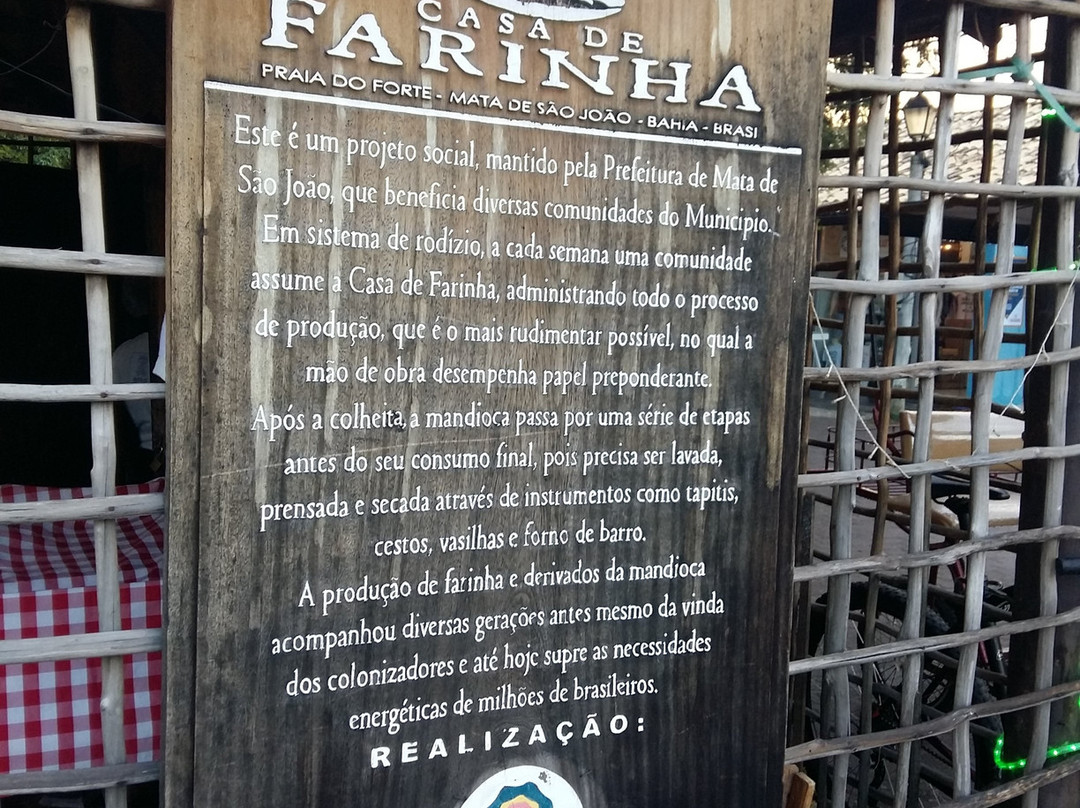 CASA DE
FARINHA
PRAIA DO FORTE - MATA DE SÃO JOÃO - BAHIA - BRASI
Este é um projeto social, mantido pela Prefeitura de Mata de
São João, que beneficia diversas comunidades do Município.
Em sistema de rodízio, a cada semana uma comunidade
assume a Casa de Farinha, administrando todo o processo
de produção, que é o mais rudimentar possível, no qual a
mão de obra desempenha papel preponderante.
Após a colheita, a mandioca passa por uma série de etapas
antes do seu consumo final, pois precisa ser lavada,
prensada e secada através de instrumentos como tapitis,
cestos, vasilhas e forno de barro.
A produção de farinha e derivados da mandioca
acompanhou diversas gerações antes mesmo da vinda
dos colonizadores e até hoje supre as necessidades
energéticas de milhões de brasileiros.
REALIZAÇÃO: